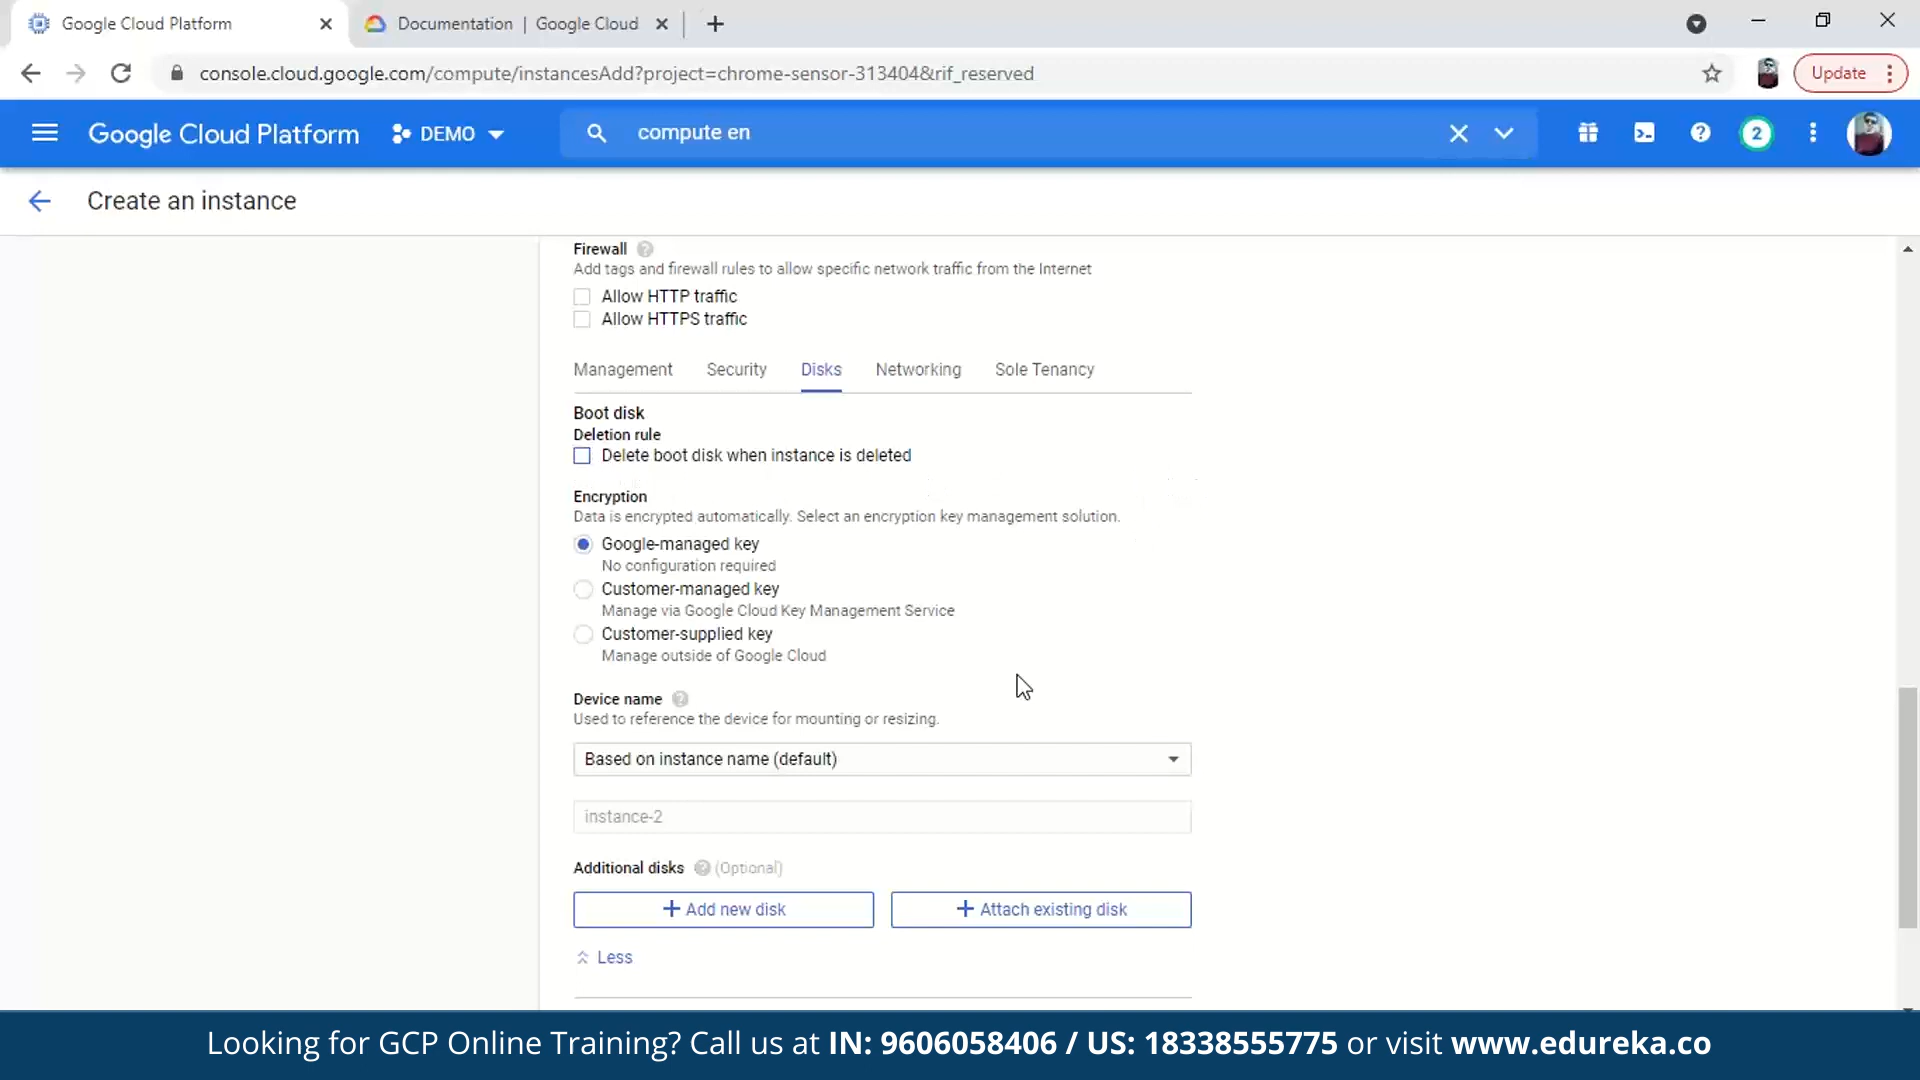 Google Cloud Platform
Documentation | Google Cloud
console.cloud.google.com/compute/instancesAdd?project=chrome-sensor-313404&rif_reserved
Update
Google Cloud Platform
DEMO
compute en
2
Create an instance
Firewall
Add tags and firewall rules to allow specific network traffic from the Internet
Allow HTTP traffic
Allow HTTPS traffic
Management Security Disks Networking Sole Tenancy
Boot disk
Deletion rule
Delete boot disk when instance is deleted
Encryption
Data is encrypted automatically. Select an encryption key management solution.
Google-managed key
No configuration required
Customer-managed key
Manage via Google Cloud Key Management Service
Customer-supplied key
Manage outside of Google Cloud
Device name
Used to reference the device for mounting or resizing.
Based on instance name (default)
instance-2
Additional disks (Optional)
+ Add new disk
+ Attach existing disk
Less
Looking for GCP Online Training? Call us at IN: 9606058406 / US: 18338555775 or visit www.edureka.co